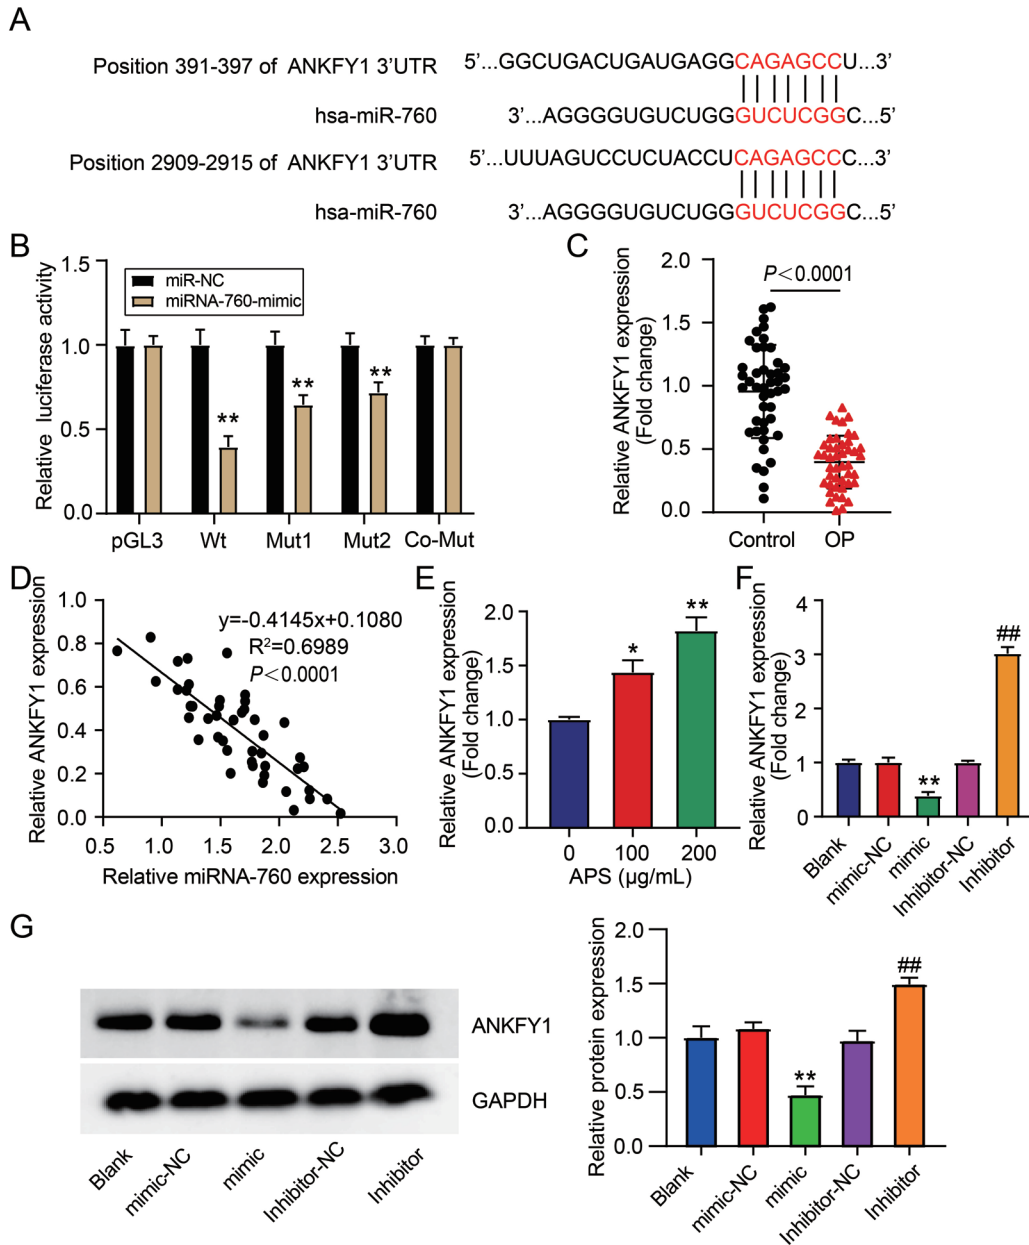 A
Position 391-397 of ANKFY1 3’UTR 5’...GGCUGACUGAUGAGGCAGAGCCU...3’
hsa-miR-760 3’...AGGGGUGUCUGGGUCUCGGC...5’
Position 2909-2915 of ANKFY1 3’UTR 5’...UUUAGUCCUCUACCUCAGAGCCC...3’
hsa-miR-760 3’...AGGGGUGUCUGGGUCUCGGC...5’
B
Relative luciferase activity
1.5
1.0
0.5
0.0
miR-NC
miRNA-760-mimic
**
**
**
pGL3 Wt Mut1 Mut2 Co-Mut
C
Relative ANKFY1 expression
(Fold change)
2.0
1.5
1.0
0.5
0.0
P<0.0001
Control OP
D
Relative ANKFY1 expression
1.0
0.8
0.6
0.4
0.2
0.0
y=-0.4145x+0.1080
R²=0.6989
P<0.0001
0.5 1.0 1.5 2.0 2.5 3.0
Relative miRNA-760 expression
E
Relative ANKFY1 expression
(Fold change)
2.0
1.5
1.0
0.5
0.0
*
**
0 100 200
APS (µg/mL)
F
Relative ANKFY1 expression
(Fold change)
4
3
2
1
0
**
##
Blank
mimic-NC
mimic
Inhibitor-NC
Inhibitor
G
ANKFY1
GAPDH
Blank
mimic-NC
mimic
Inhibitor-NC
Inhibitor
Relative protein expression
2.0
1.5
1.0
0.5
0.0
**
##
Blank
mimic-NC
mimic
Inhibitor-NC
Inhibitor